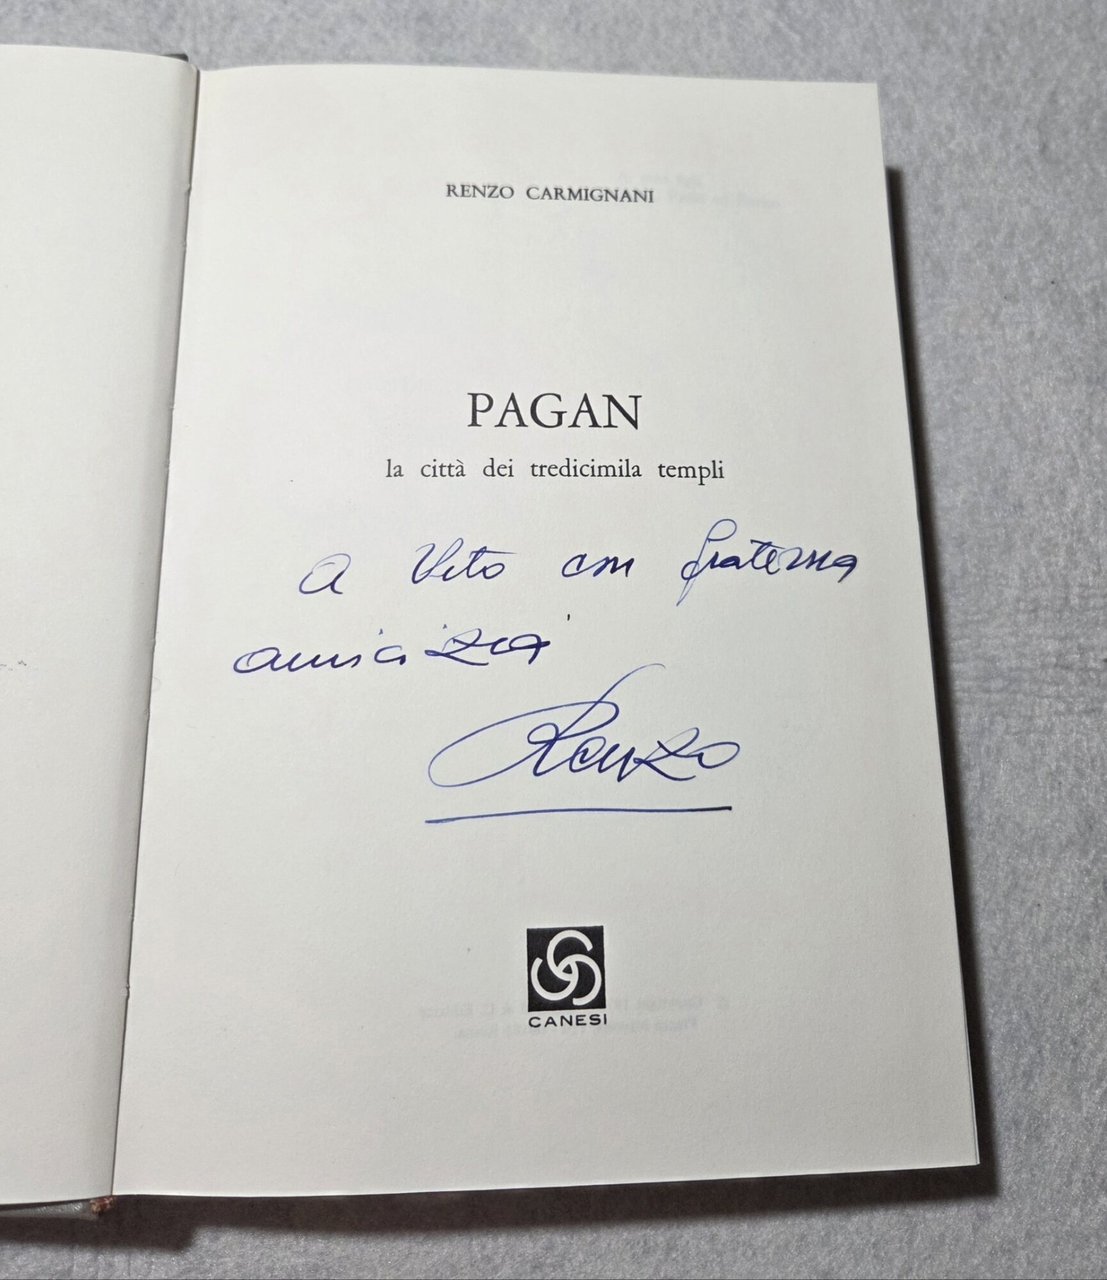 RENZO CARMIGNANI
PAGAN
la città dei tredicimila templi
A Vito con fraterna
amicizia
Renzo
CANESI